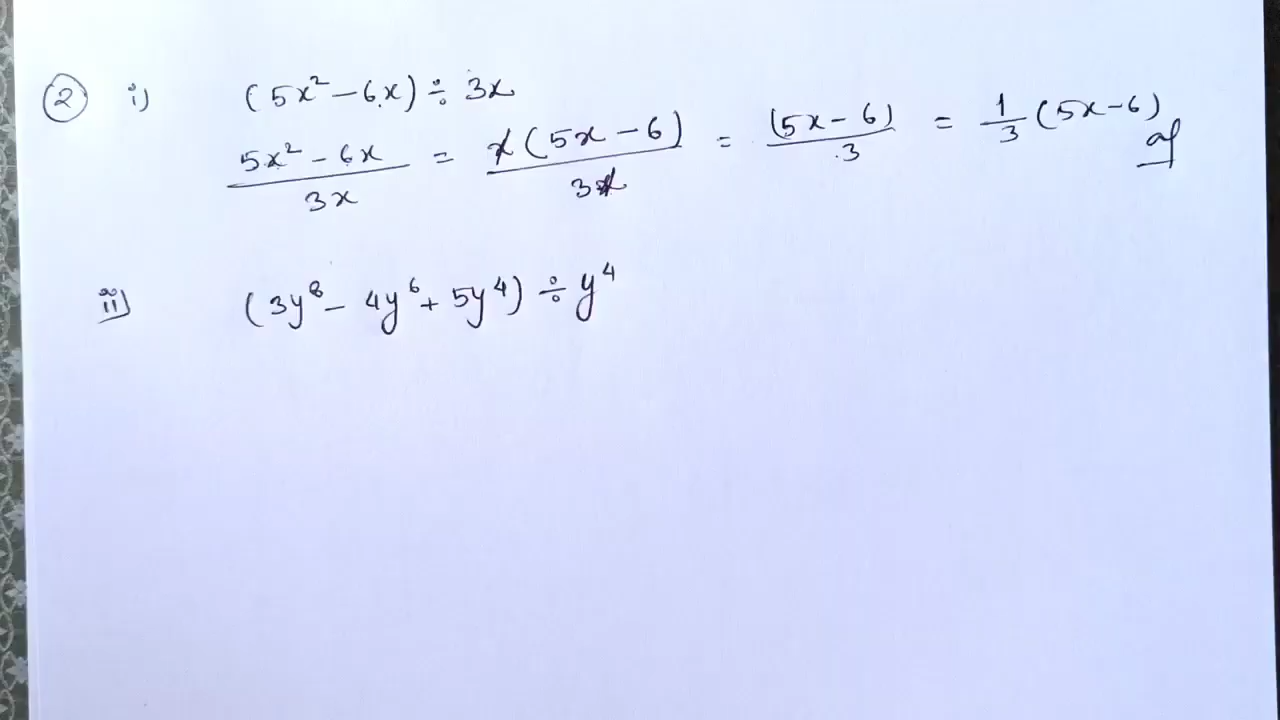 ② i) (5x² − 6x) ÷ 3x
5x² − 6x / 3x = x(5x − 6) / 3x = (5x − 6) / 3 = 1/3 (5x − 6)
ii) (3y⁸ − 4y⁶ + 5y⁴) ÷ y⁴